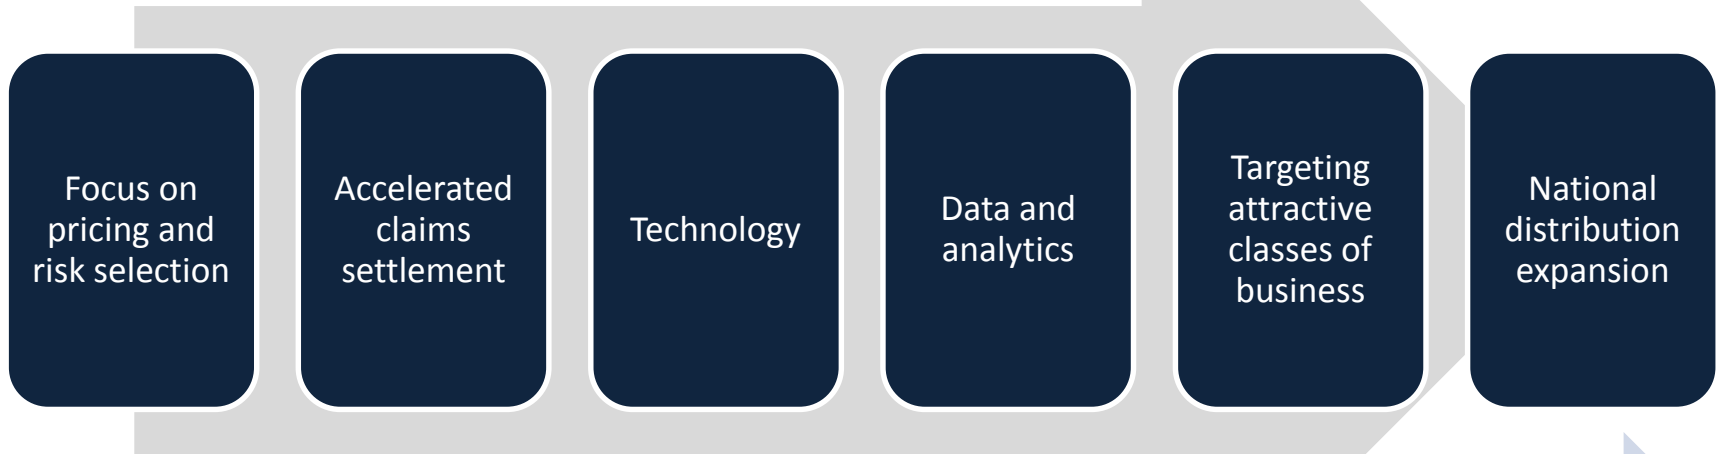 Focus on
pricing and
risk selection
Accelerated
claims
settlement
Technology
Data and
analytics
Targeting
attractive
classes of
business
National
distribution
expansion